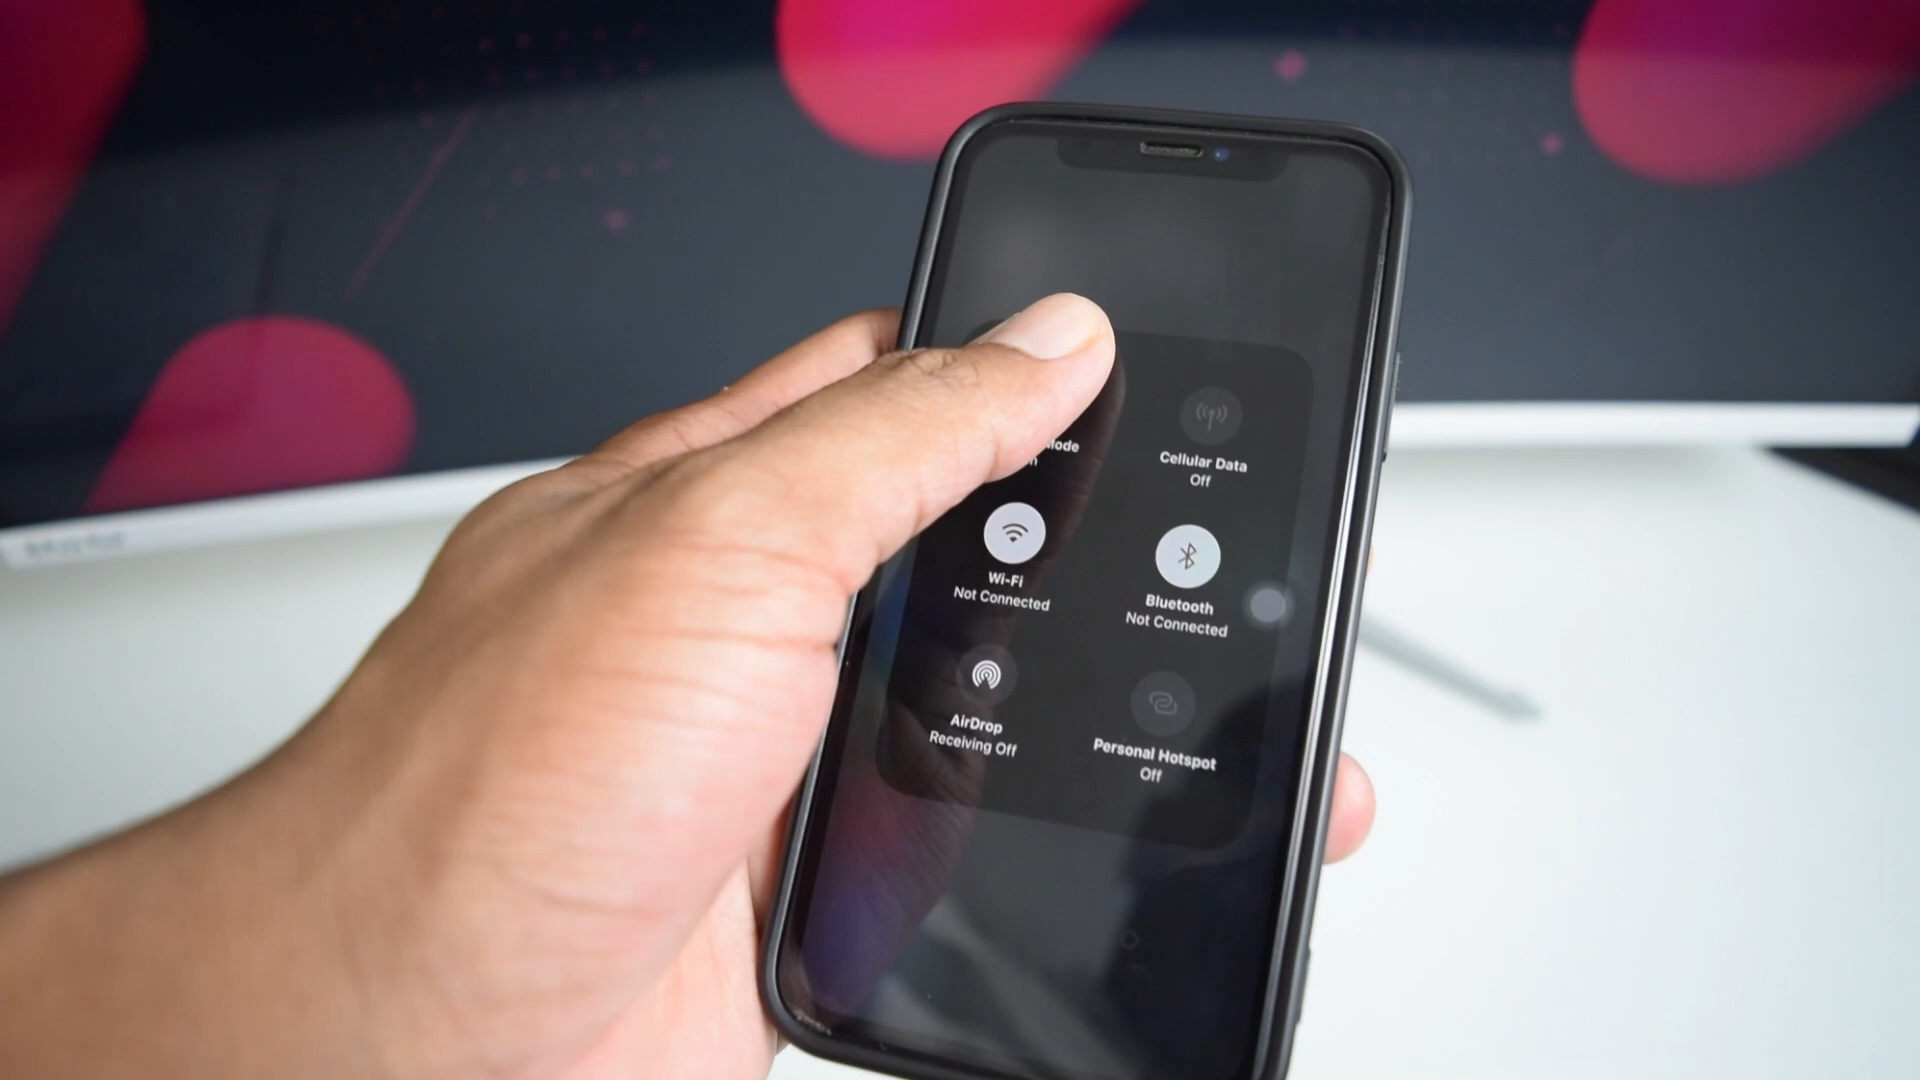 Cellular Data
Off
Wi-Fi
Not Connected
Bluetooth
Not Connected
AirDrop
Receiving Off
Personal Hotspot
Off